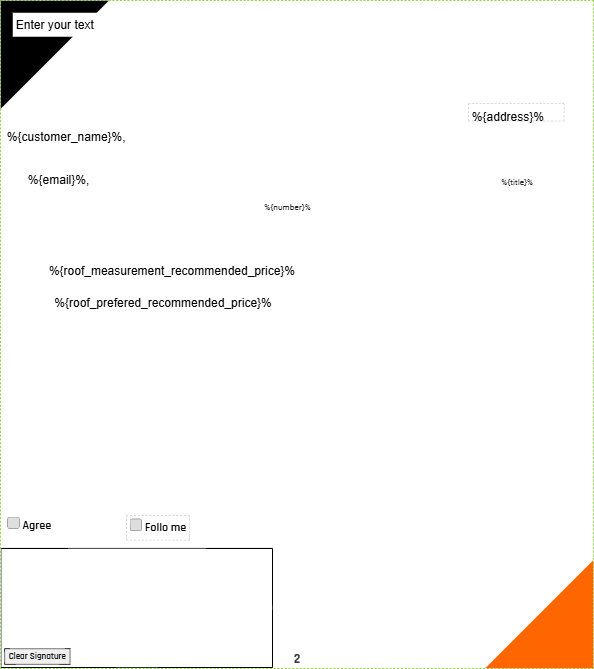 Enter your text
%{address}%
%{customer_name}%,
%{email}%,
%{title}%
%{number}%
%{roof_measurement_recommended_price}%
%{roof_prefered_recommended_price}%
Agree
Follo me
Clear Signature
2